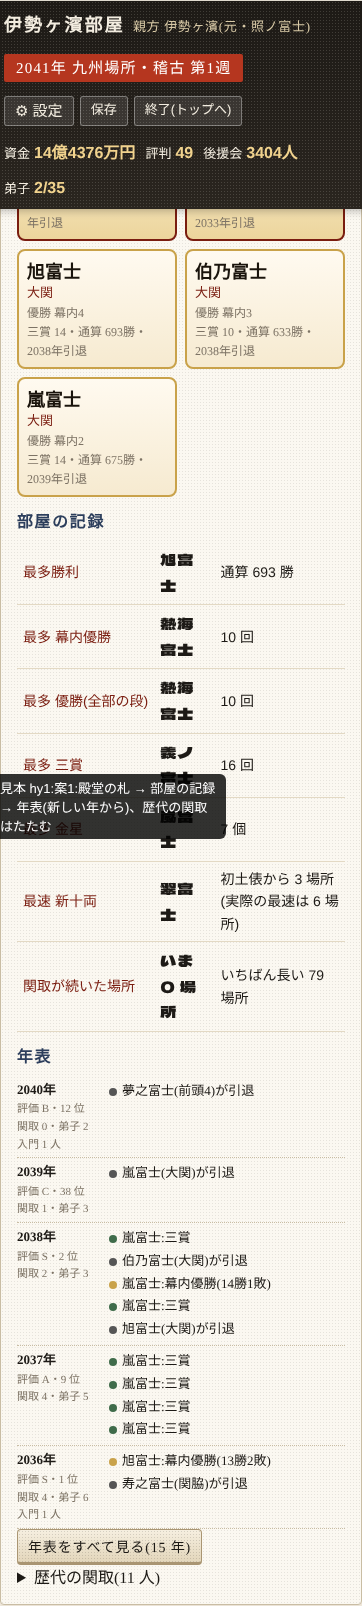 伊勢ヶ濱部屋 親方 伊勢ヶ濱(元・照ノ富士)
2041年 九州場所・稽古 第1週
⚙ 設定 保存 終了(トップへ)
資金 14億4376万円 評判 49 後援会 3404人
弟子 2/35
年引退 2033年引退
旭富士
大関
優勝 幕内4
三賞 14・通算 693勝・
2038年引退
伯乃富士
大関
優勝 幕内3
三賞 10・通算 633勝・
2038年引退
嵐富士
大関
優勝 幕内2
三賞 14・通算 675勝・
2039年引退
部屋の記録
最多勝利 旭富士 通算 693 勝
最多 幕内優勝 熱海富士 10 回
最多 優勝(全部の段) 熱海富士 10 回
最多 三賞 義ノ富士 16 回
見本 hy1:案1:殿堂の札 → 部屋の記録
→ 年表(新しい年から)、歴代の関取
はたたむ
金星 士 7 個
最速 新十両 翠富士 初土俵から 3 場所
(実際の最速は 6 場
所)
関取が続いた場所 いま 0 場所 いちばん長い 79
場所
年表
2040年
評価 B・12 位
関取 0・弟子 2
入門 1 人
夢之富士(前頭4)が引退
2039年
評価 C・38 位
関取 1・弟子 3
嵐富士(大関)が引退
2038年
評価 S・2 位
関取 2・弟子 3
嵐富士:三賞
伯乃富士(大関)が引退
嵐富士:幕内優勝(14勝1敗)
嵐富士:三賞
旭富士(大関)が引退
2037年
評価 A・9 位
関取 4・弟子 5
嵐富士:三賞
嵐富士:三賞
嵐富士:三賞
嵐富士:三賞
2036年
評価 S・1 位
関取 4・弟子 6
入門 1 人
旭富士:幕内優勝(13勝2敗)
寿之富士(関脇)が引退
年表をすべて見る(15 年)
▶ 歴代の関取(11 人)